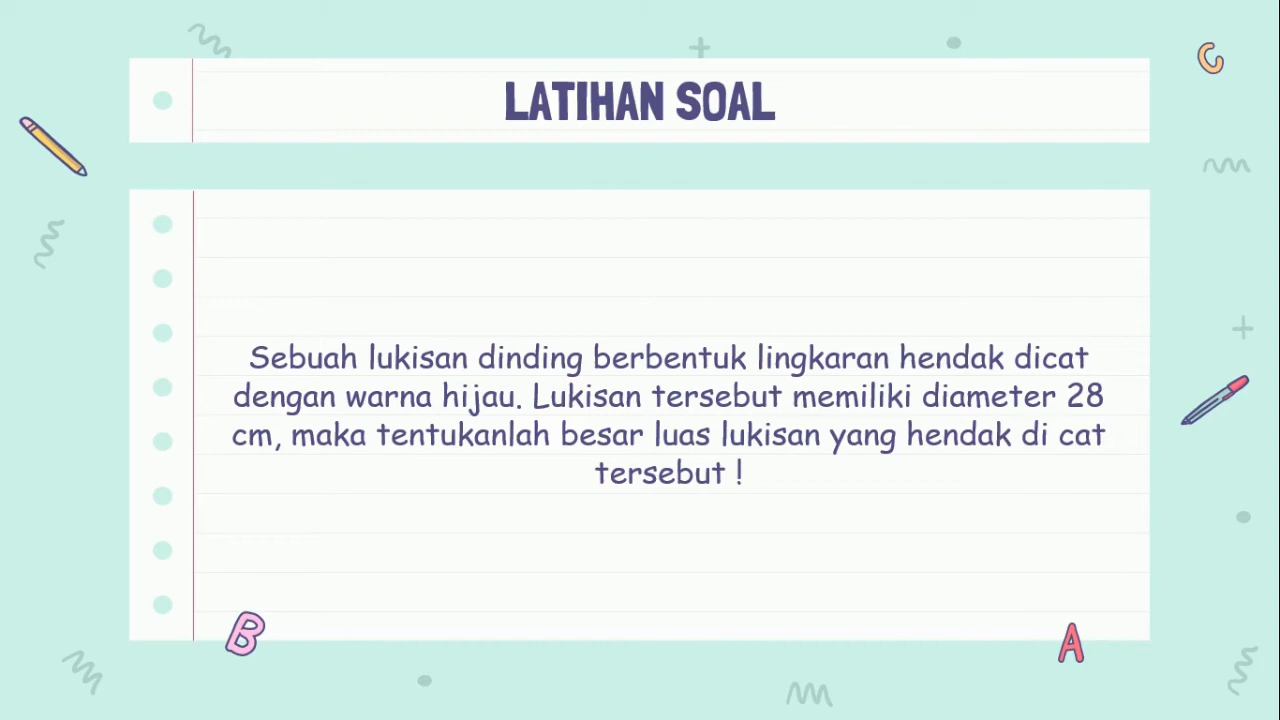 LATIHAN SOAL
Sebuah lukisan dinding berbentuk lingkaran hendak dicat
dengan warna hijau. Lukisan tersebut memiliki diameter 28
cm, maka tentukanlah besar luas lukisan yang hendak di cat
tersebut !
C
B
A